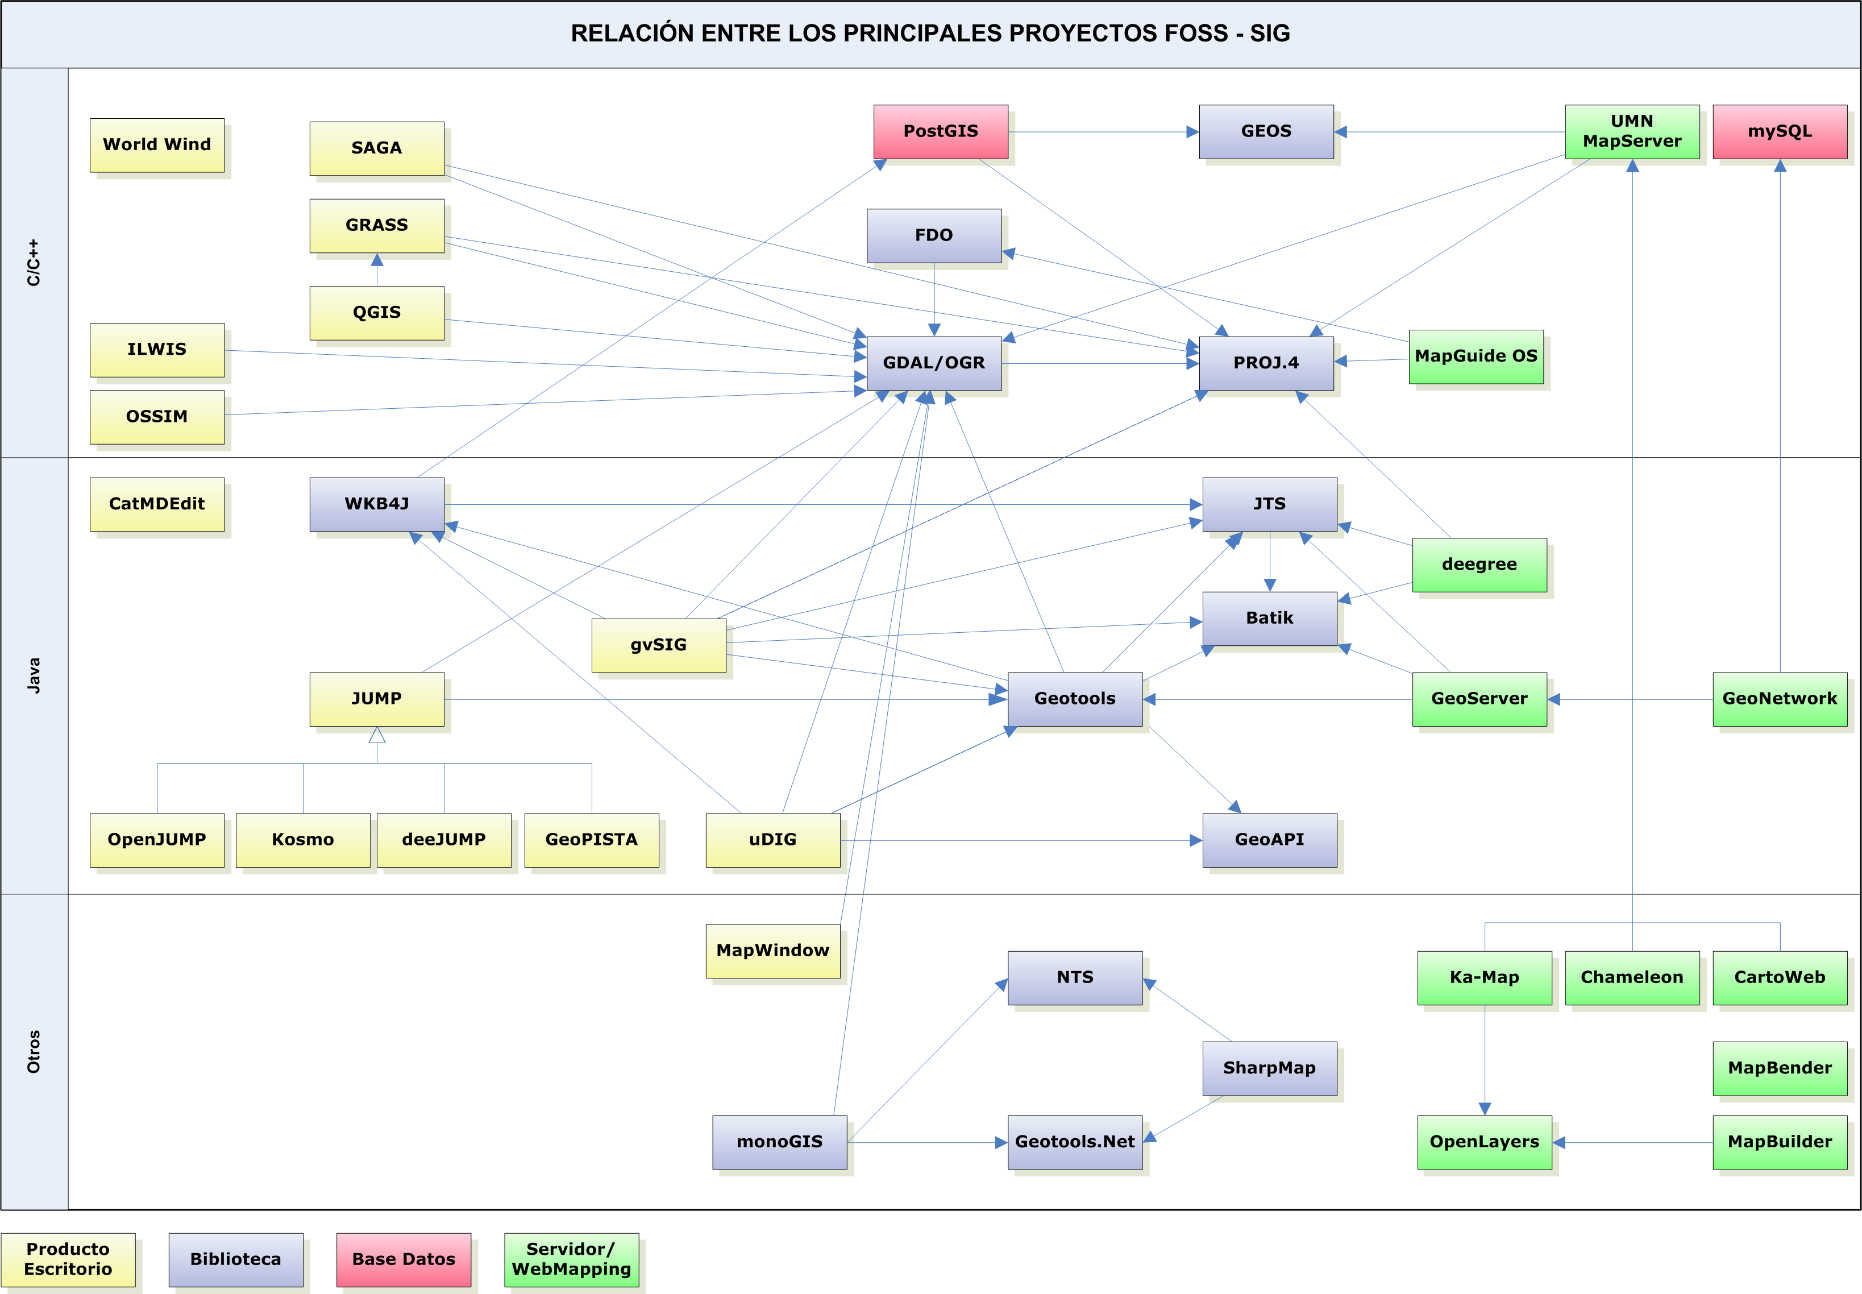 RELACIÓN ENTRE LOS PRINCIPALES PROYECTOS FOSS - SIG
C/C++
World Wind
SAGA
PostGIS
GEOS
UMN
MapServer
mySQL
GRASS
FDO
QGIS
ILWIS
GDAL/OGR
PROJ.4
MapGuide OS
OSSIM
Java
CatMDEdit
WKB4J
JTS
deegree
Batik
gvSIG
JUMP
Geotools
GeoServer
GeoNetwork
OpenJUMP
Kosmo
deeJUMP
GeoPISTA
uDIG
GeoAPI
Otros
MapWindow
NTS
Ka-Map
Chameleon
CartoWeb
SharpMap
MapBender
monoGIS
Geotools.Net
OpenLayers
MapBuilder
Producto
Escritorio
Biblioteca
Base Datos
Servidor/
WebMapping